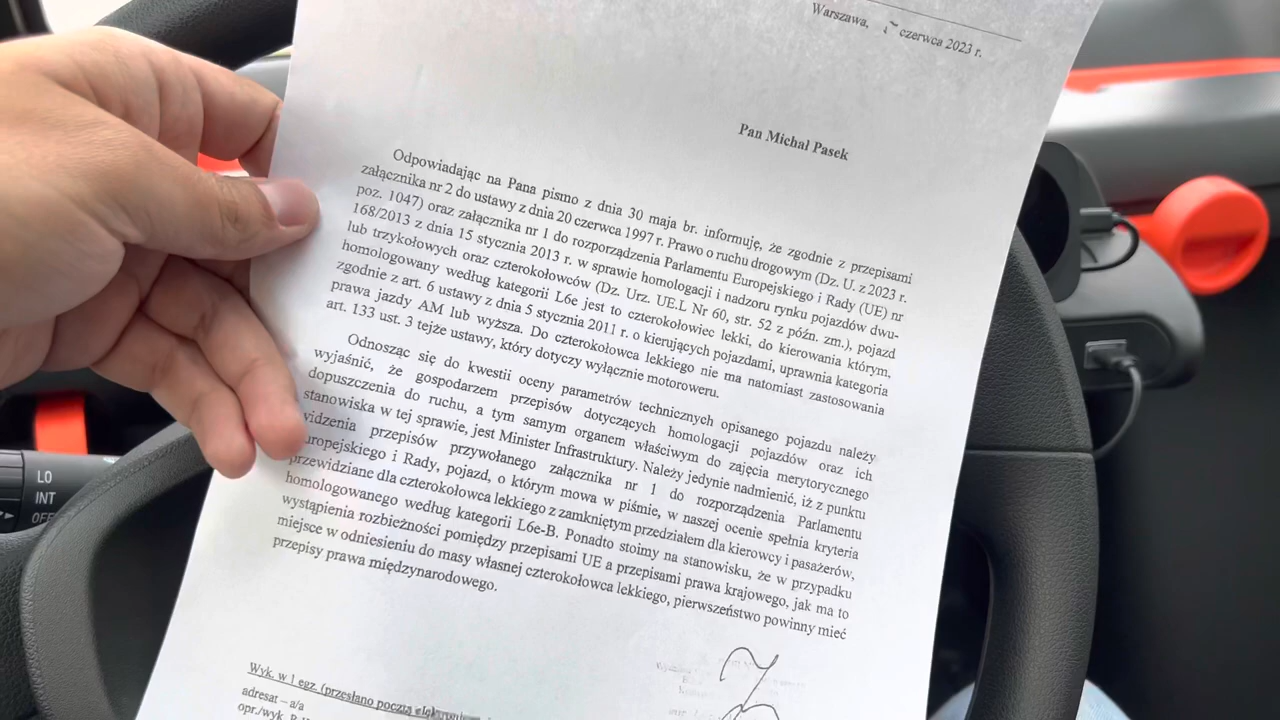 Warszawa, czerwca 2023 r.
Pan Michał Pasek
Odpowiadając na Pana pismo z dnia 30 maja br. informuję, że zgodnie z przepisami
załącznika nr 2 do ustawy z dnia 20 czerwca 1997 r. Prawo o ruchu drogowym (Dz. U. z 2023 r.
poz. 1047) oraz załącznika nr 1 do rozporządzenia Parlamentu Europejskiego i Rady (UE) nr
168/2013 z dnia 15 stycznia 2013 r. w sprawie homologacji i nadzoru rynku pojazdów dwu-
lub trzykołowych oraz czterokołowców (Dz. Urz. UE.L Nr 60, str. 52 z późn. zm.), pojazd
homologowany według kategorii L6e jest to czterokołowiec lekki, do kierowania którym,
zgodnie z art. 6 ustawy z dnia 5 stycznia 2011 r. o kierujących pojazdami, uprawnia kategoria
prawa jazdy AM lub wyższa. Do czterokołowca lekkiego nie ma natomiast zastosowania
art. 133 ust. 3 tejże ustawy, który dotyczy wyłącznie motoroweru.
Odnosząc się do kwestii oceny parametrów technicznych opisanego pojazdu należy
wyjaśnić, że gospodarzem przepisów dotyczących homologacji pojazdów oraz ich
dopuszczenia do ruchu, a tym samym organem właściwym do zajęcia merytorycznego
stanowiska w tej sprawie, jest Minister Infrastruktury. Należy jedynie nadmienić, iż z punktu
widzenia przepisów przywołanego załącznika nr 1 do rozporządzenia Parlamentu
Europejskiego i Rady, pojazd, o którym mowa w piśmie, w naszej ocenie spełnia kryteria
przewidziane dla czterokołowca lekkiego z zamkniętym przedziałem dla kierowcy i pasażerów,
homologowanego według kategorii L6e-B. Ponadto stoimy na stanowisku, że w przypadku
wystąpienia rozbieżności pomiędzy przepisami UE a przepisami prawa krajowego, jak ma to
miejsce w odniesieniu do masy własnej czterokołowca lekkiego, pierwszeństwo powinny mieć
przepisy prawa międzynarodowego.
Wyk. w 1 egz. (przesłano pocztą
adresat – a/a
opr./wyk.
LO
INT
OFF